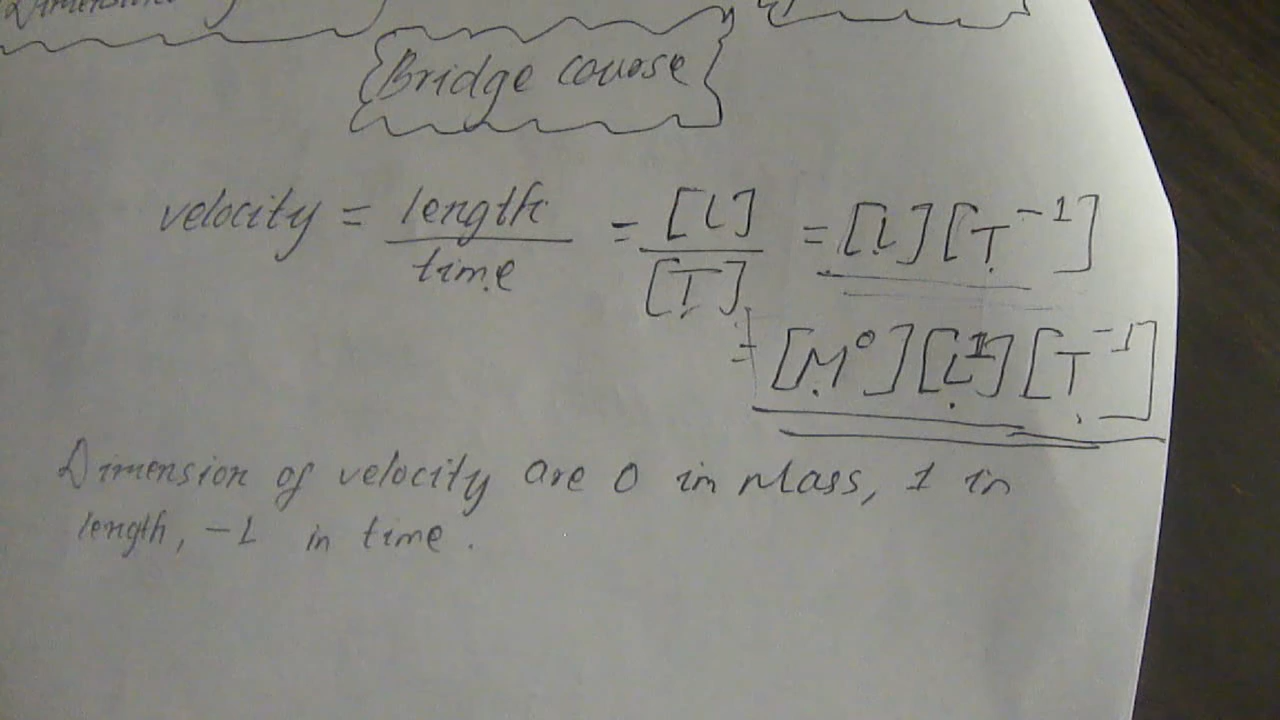 Dimensions
Bridge course
velocity = length / time = [L] / [T] = [L][T⁻¹]
= [M⁰][L¹][T⁻¹]
Dimension of velocity are 0 in Mass, 1 in
length, -1 in time.